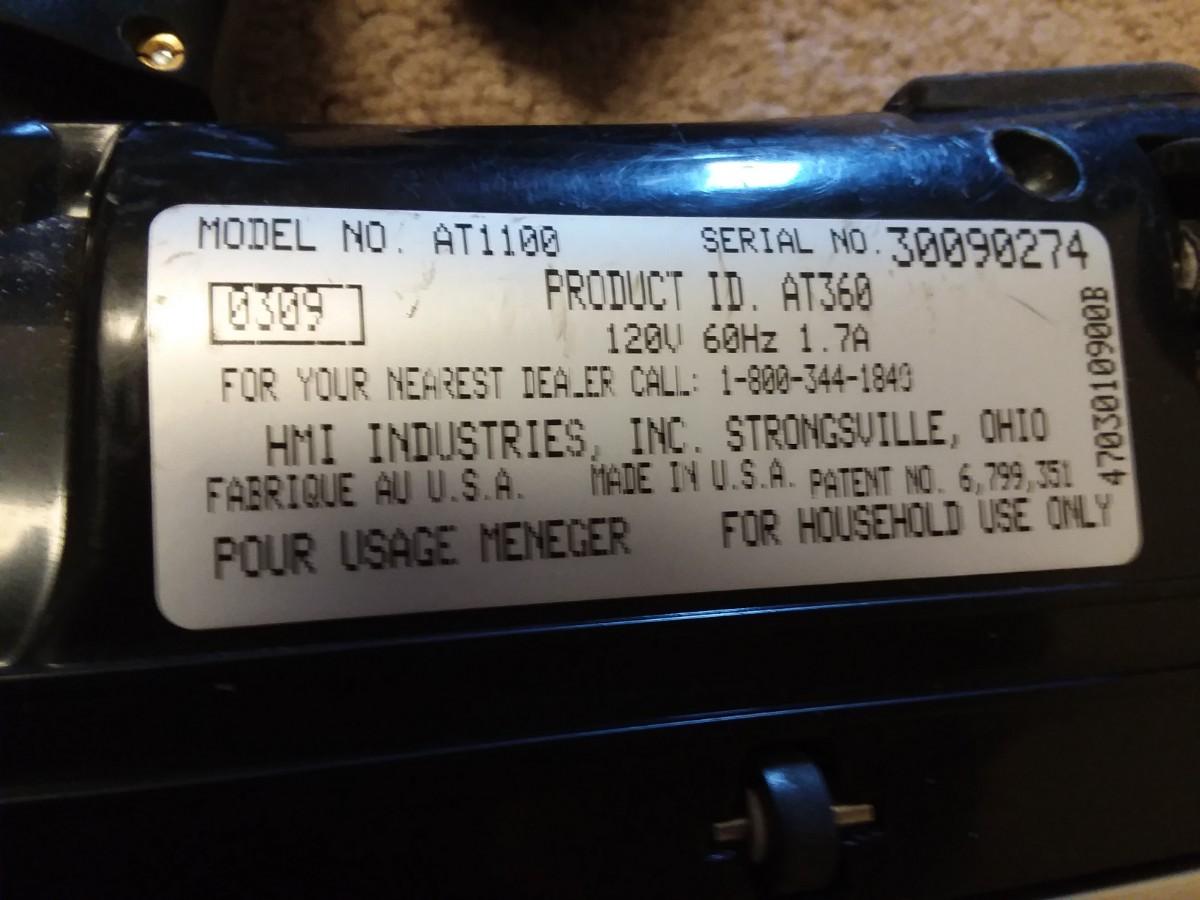 MODEL NO. AT1100 SERIAL NO. 30090274
0309 PRODUCT ID. AT360
120V 60Hz 1.7A
FOR YOUR NEAREST DEALER CALL: 1-800-344-1840
HMI INDUSTRIES, INC. STRONGSVILLE, OHIO
FABRIQUE AU U.S.A. MADE IN U.S.A. PATENT NO. 6,799,351
POUR USAGE MENEGER FOR HOUSEHOLD USE ONLY
4703010900B